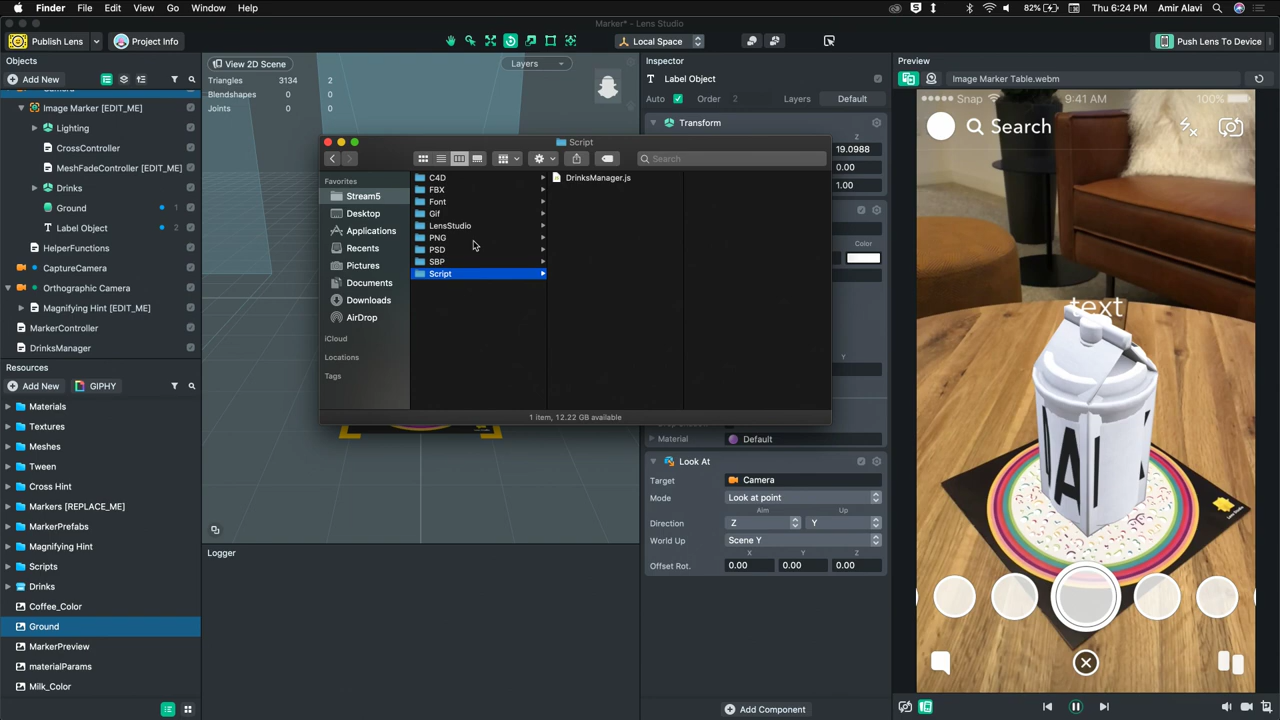 Finder File Edit View Go Window Help
82% Thu 6:24 PM Amir Alavi
Marker* - Lens Studio
Publish Lens Project Info Local Space Push Lens To Device
Objects View 2D Scene Layers Inspector Preview
Add New
Triangles 3134 2
Blendshapes 0 0
Joints 0 0
Label Object
Image Marker Table.webm
Auto Order 2 Layers Default
Snap 9:41 AM 100%
Search
Camera
Image Marker [EDIT_ME]
Lighting
CrossController
MeshFadeController [EDIT_ME]
Drinks
Ground 1
Label Object 2
HelperFunctions
CaptureCamera
Orthographic Camera
Magnifying Hint [EDIT_ME]
MarkerController
DrinksManager
Transform
Z
19.0988
0.00
1.00
Color
Y
Script
Search
Favorites
Stream5
Desktop
Applications
Recents
Pictures
Documents
Downloads
AirDrop
iCloud
Locations
Tags
C4D
FBX
Font
Gif
LensStudio
PNG
PSD
SBP
Script
DrinksManager.js
1 item, 12.22 GB available
Material Default
Look At
Target Camera
Mode Look at point
Aim Up
Direction Z Y
World Up Scene Y
X Y Z
Offset Rot. 0.00 0.00 0.00
Add Component
text
Lens Studio
Resources
Add New GIPHY
Materials
Textures
Meshes
Tween
Cross Hint
Markers [REPLACE_ME]
MarkerPrefabs
Magnifying Hint
Scripts
Drinks
Coffee_Color
Ground
MarkerPreview
materialParams
Milk_Color
Logger